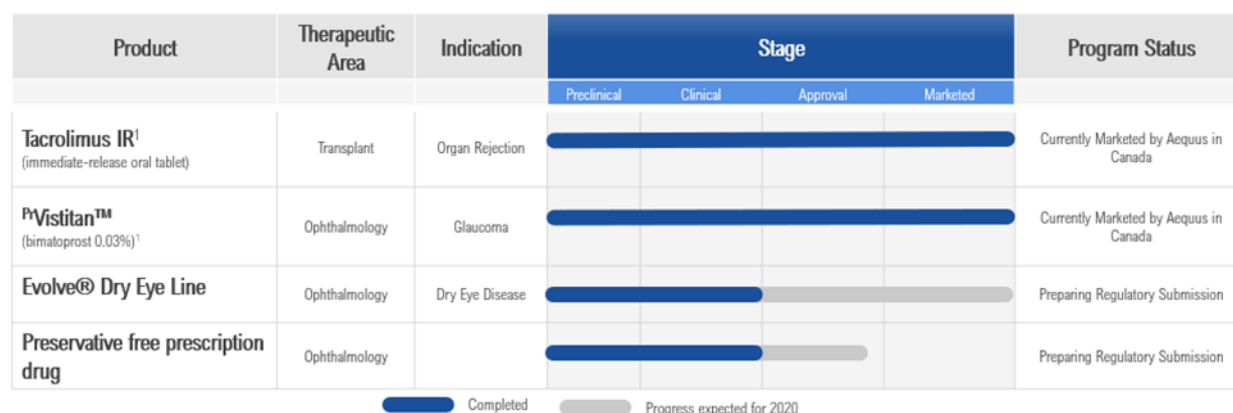 Product
Therapeutic
Area
Indication
Stage
Program Status
Preclinical
Clinical
Approval
Marketed
Tacrolimus IR¹
(immediate-release oral tablet)
Transplant
Organ Rejection
Currently Marketed by Aequus in
Canada
ᴾʳVistitan™
(bimatoprost 0.03%)¹
Ophthalmology
Glaucoma
Currently Marketed by Aequus in
Canada
Evolve® Dry Eye Line
Ophthalmology
Dry Eye Disease
Preparing Regulatory Submission
Preservative free prescription
drug
Ophthalmology
Preparing Regulatory Submission
Completed
Progress expected for 2020